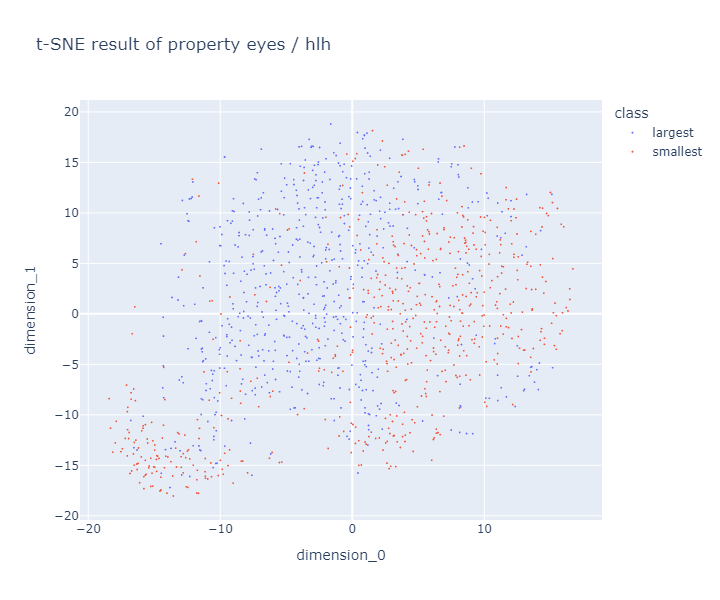 t-SNE result of property eyes / hlh
class
largest
smallest
20
15
10
5
0
−5
−10
−15
−20
−20
−10
0
10
dimension_0
dimension_1